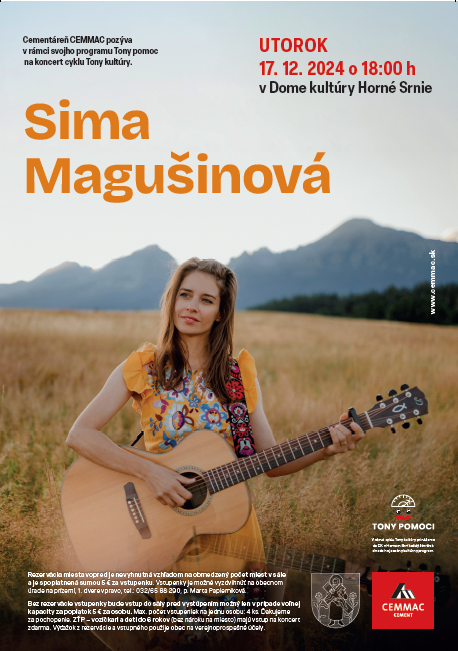 Cementáreň CEMMAC pozýva
v rámci svojho programu Tony pomoc
na koncert cyklu Tony kultúry.
UTOROK
17. 12. 2024 o 18:00 h
v Dome kultúry Horné Srnie
Sima
Magušinová
www.cemmac.sk
TONY POMOCI
Rezervácia miesta vopred je nevyhnutná vzhľadom na obmedzený počet miest v sále
a je spoplatnená sumou 5 € za vstupenku. Vstupenky je možné vyzdvihnúť na obecnom
úrade na prízemí, 1. dvere vpravo, tel.: 032/65 88 290, p. Marta Papierniková.
Bez rezervácie vstupenky bude vstup do sály pred vystúpením možný len v prípade voľnej
kapacity za poplatok 5 € za osobu. Max. počet vstupeniek na jednu osobu: 4 ks. Ďakujeme
za pochopenie. ZŤP – vozíčkari a deti do 6 rokov (bez nároku na miesto) majú vstup na koncert
zdarma. Výťažok z rezervácie a vstupného použije obec na verejnoprospešné účely.
CEMMAC
CEMENT